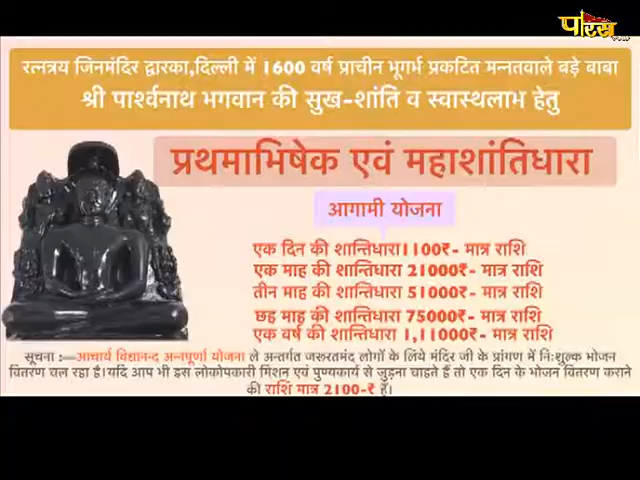 पारस
रत्नत्रय जिनमंदिर द्वारका,दिल्ली में 1600 वर्ष प्राचीन भूगर्भ प्रकटित मन्नतवाले बड़े बाबा
श्री पार्श्वनाथ भगवान की सुख-शांति व स्वास्थलाभ हेतु
प्रथमाभिषेक एवं महाशांतिधारा
आगामी योजना
एक दिन की शान्तिधारा1100₹- मात्र राशि
एक माह की शान्तिधारा 21000₹- मात्र राशि
तीन माह की शान्तिधारा 51000₹- मात्र राशि
छह माह की शान्तिधारा 75000₹- मात्र राशि
एक वर्ष की शान्तिधारा 1,11000₹- मात्र राशि
सूचना :—आचार्य विद्यानन्द अन्नपूर्णा योजना ले अन्तर्गत जरुरतमंद लोगों के लिये मंदिर जी के प्रांगण में निःशुल्क भोजन
वितरण चल रहा है।यदि आप भी इस लोकोपकारी मिशन एवं पुण्यकार्य से जुड़ना चाहते हैं तो एक दिन के भोजन वितरण कराने
की राशि मात्र 2100-₹ है।